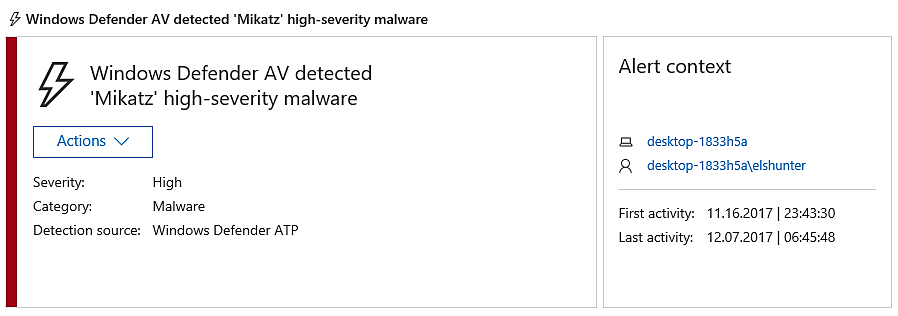 Windows Defender AV detected 'Mikatz' high-severity malware
Windows Defender AV detected
'Mikatz' high-severity malware
Actions
Severity: High
Category: Malware
Detection source: Windows Defender ATP
Alert context
desktop-1833h5a
desktop-1833h5a\elshunter
First activity: 11.16.2017 | 23:43:30
Last activity: 12.07.2017 | 06:45:48